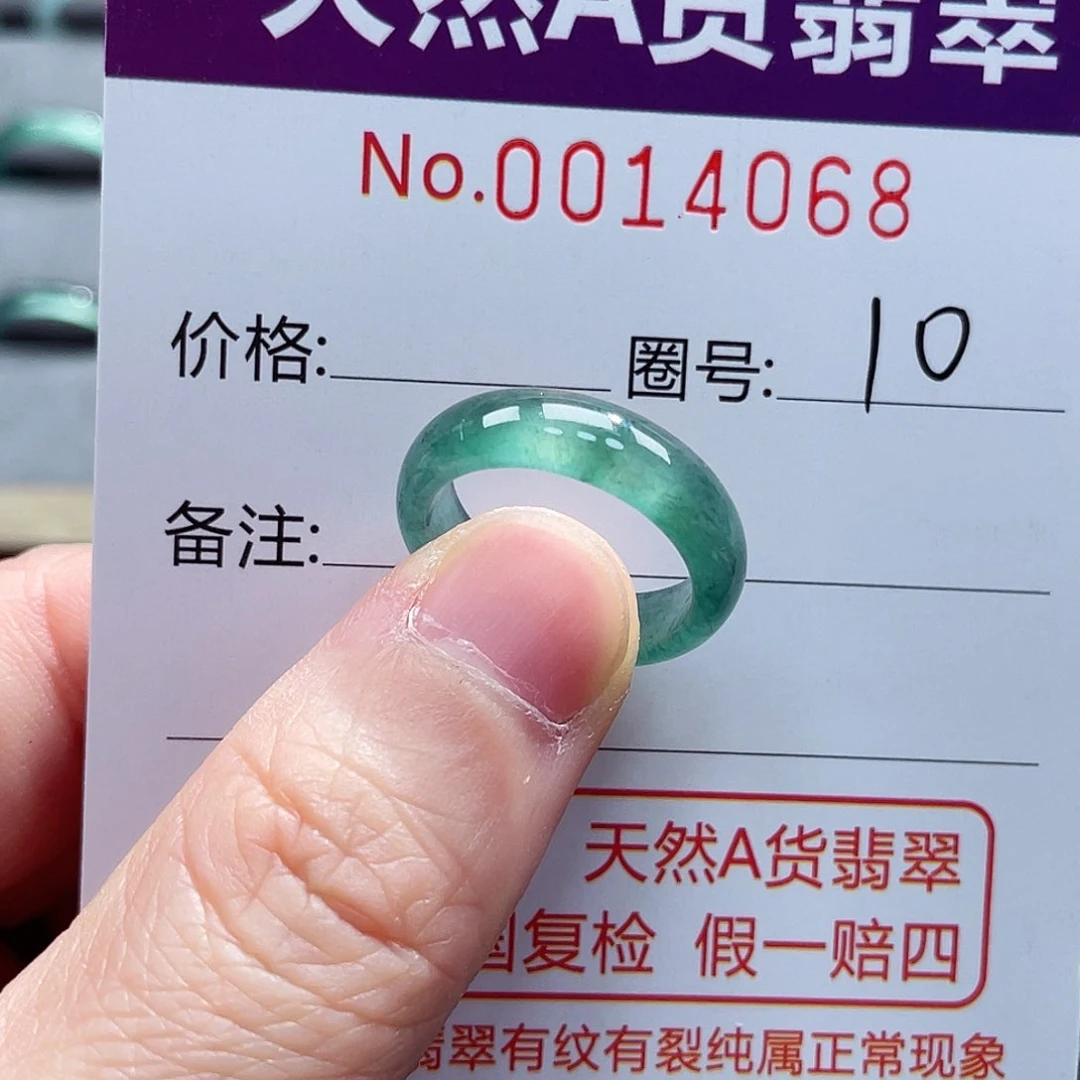 天然A货翡翠
No.0014068
价格: 圈号: 10
备注:
天然A货翡翠
国复检 假一赔四
翡翠有纹有裂纯属正常现象